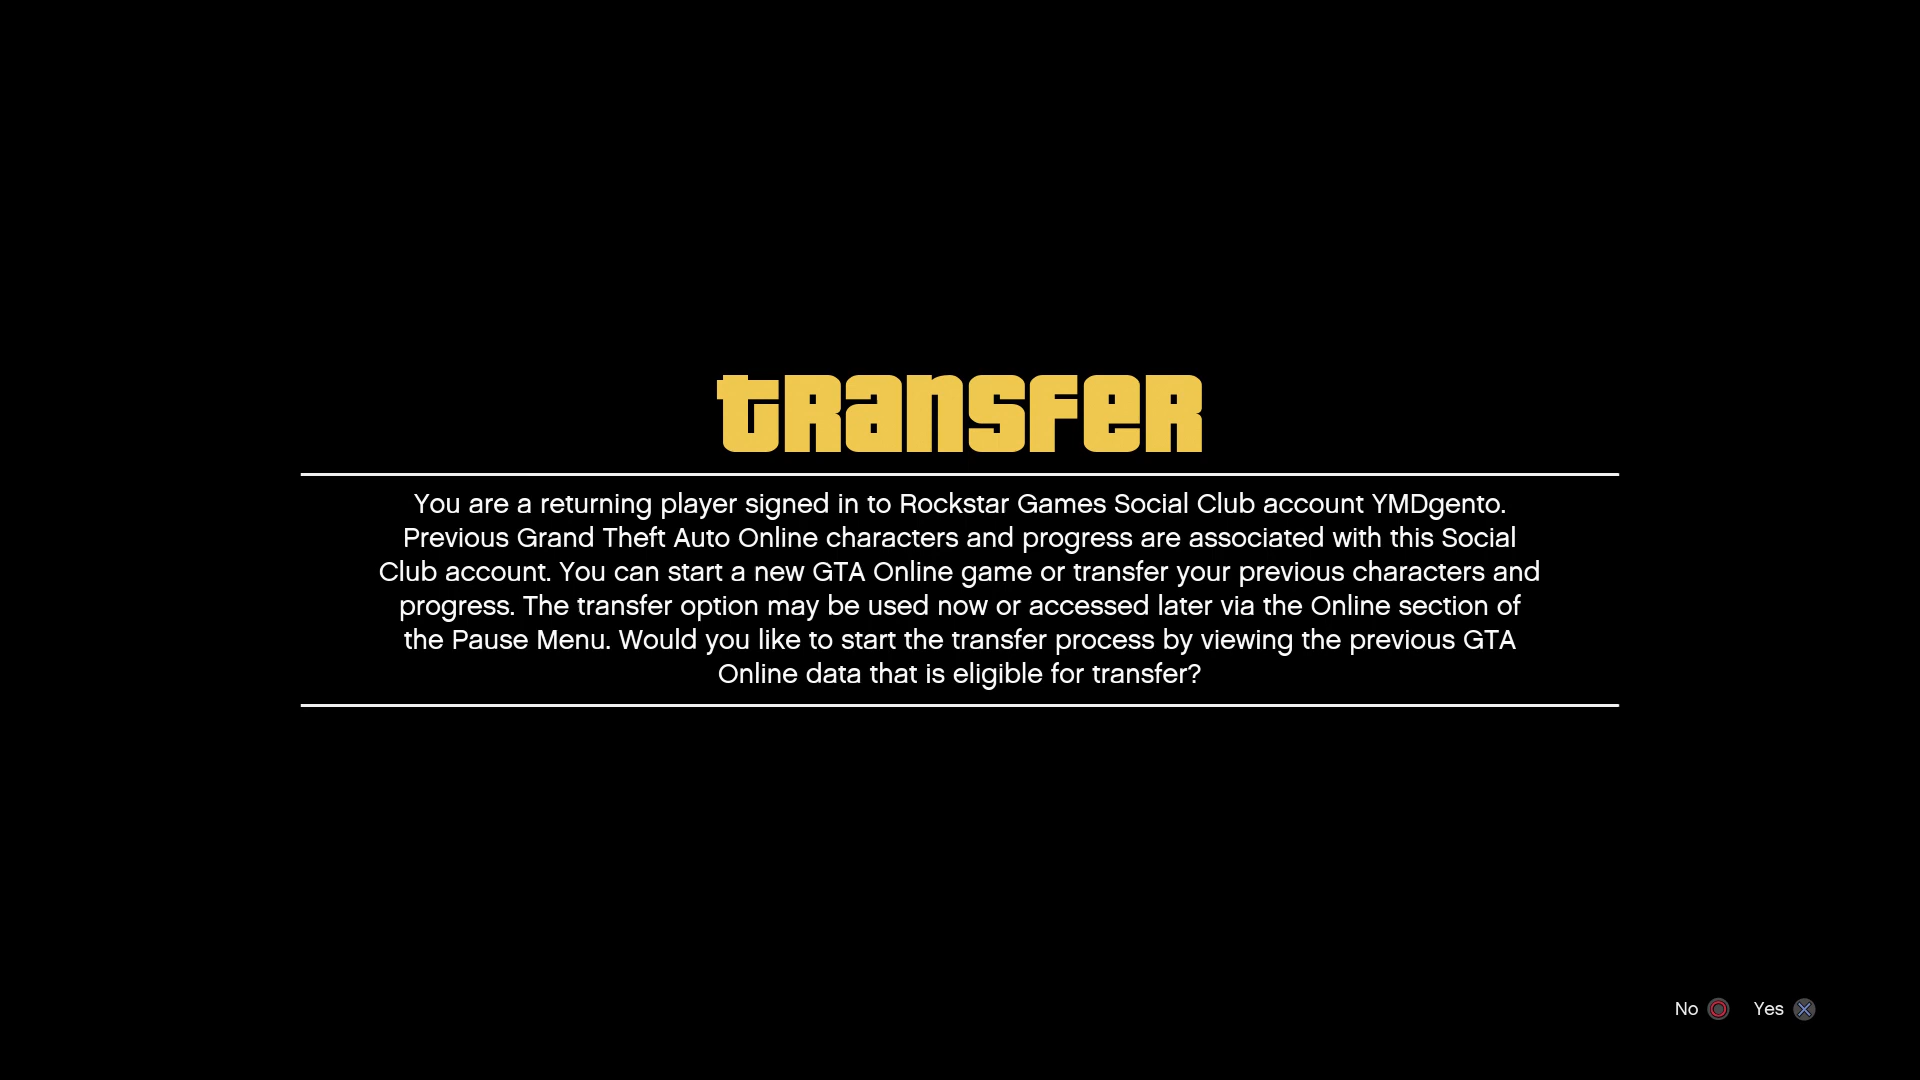 transfer
You are a returning player signed in to Rockstar Games Social Club account YMDgento.
Previous Grand Theft Auto Online characters and progress are associated with this Social
Club account. You can start a new GTA Online game or transfer your previous characters and
progress. The transfer option may be used now or accessed later via the Online section of
the Pause Menu. Would you like to start the transfer process by viewing the previous GTA
Online data that is eligible for transfer?
No Yes